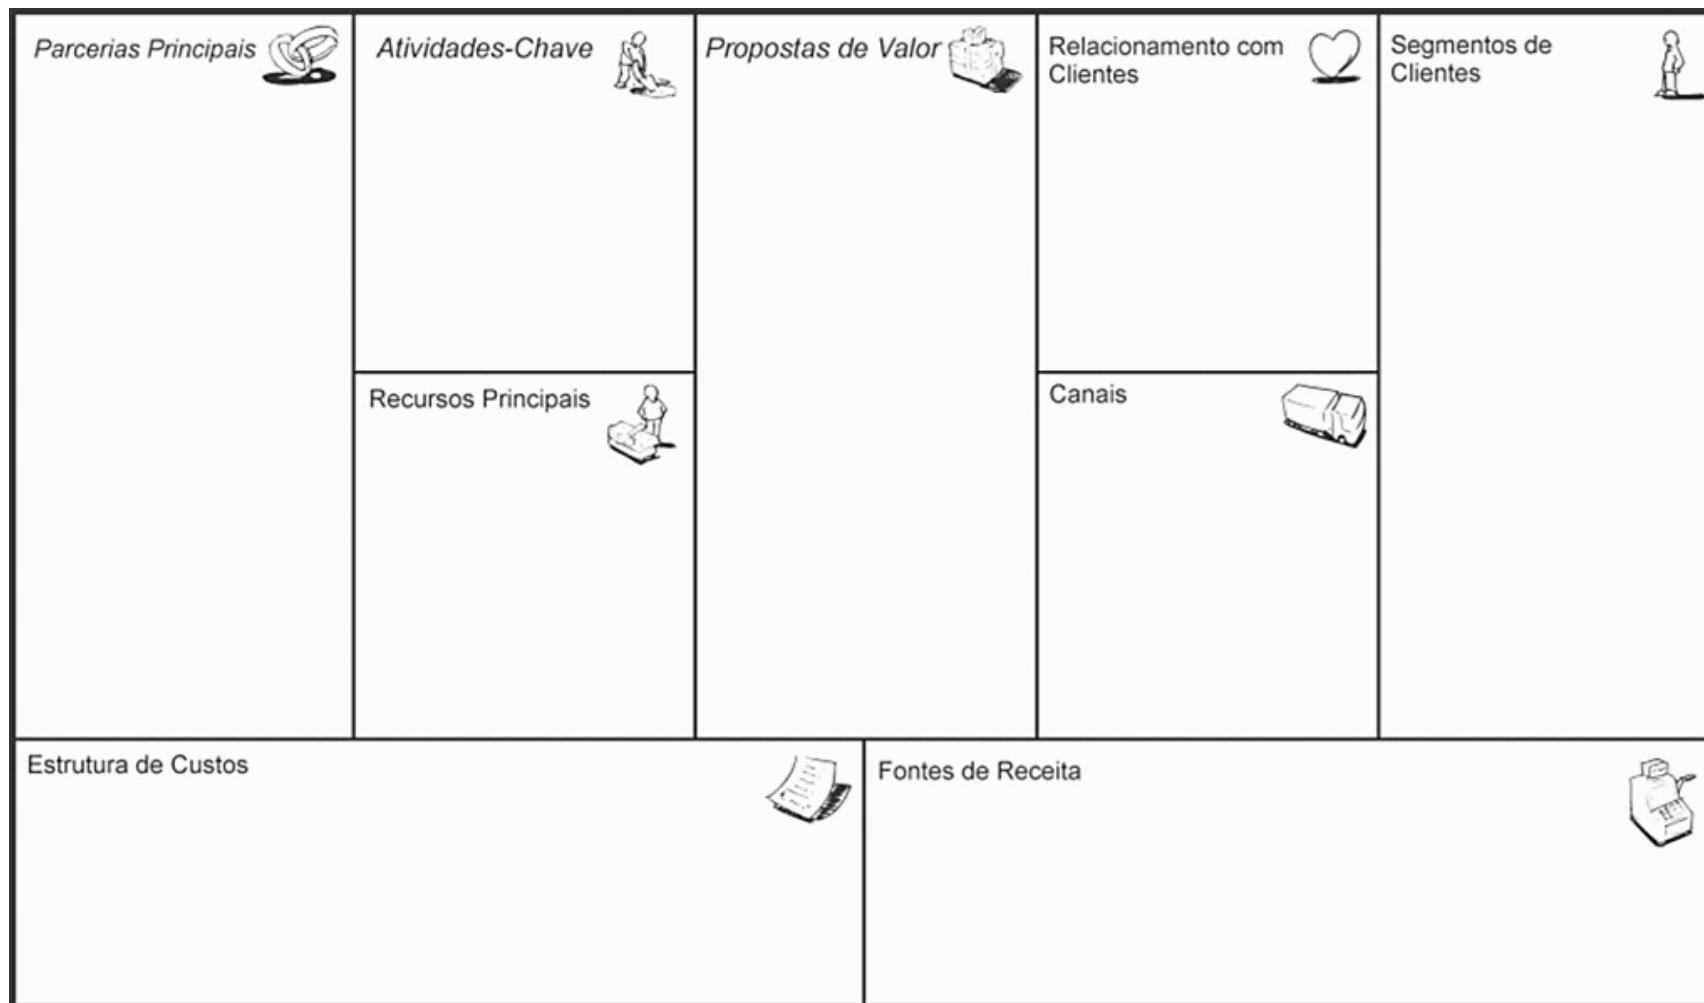 Parcerias Principais
Atividades-Chave
Propostas de Valor
Relacionamento com
Clientes
Segmentos de
Clientes
Recursos Principais
Canais
Estrutura de Custos
Fontes de Receita